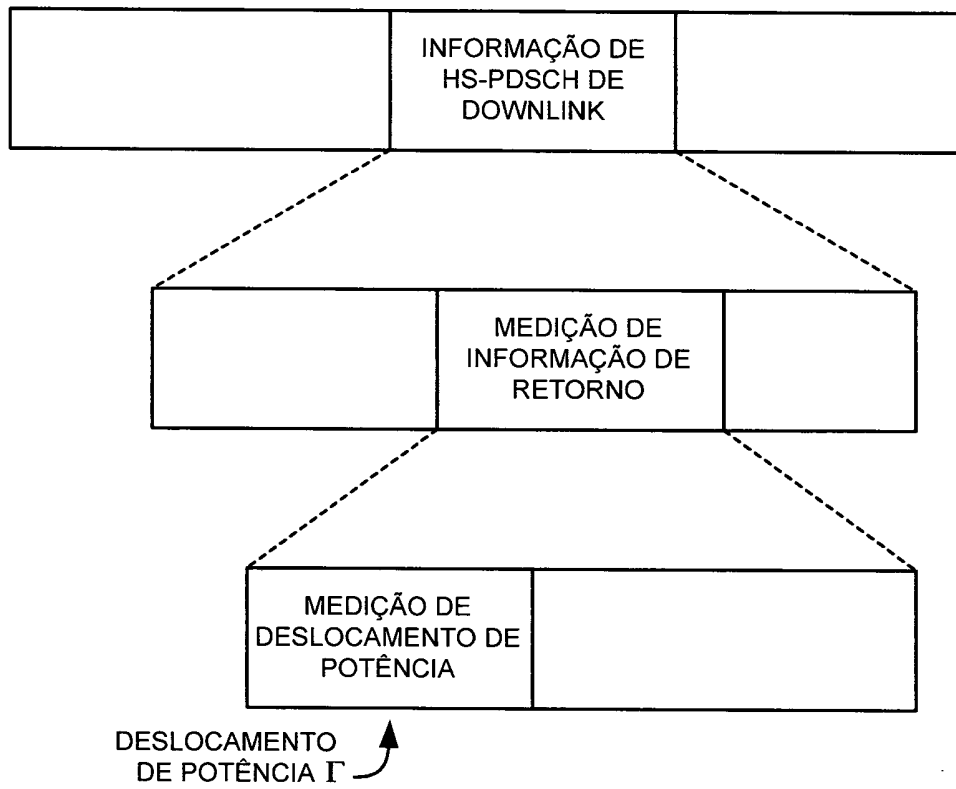 INFORMAÇÃO DE
HS-PDSCH DE
DOWNLINK
MEDIÇÃO DE
INFORMAÇÃO DE
RETORNO
MEDIÇÃO DE
DESLOCAMENTO DE
POTÊNCIA
DESLOCAMENTO
DE POTÊNCIA Γ